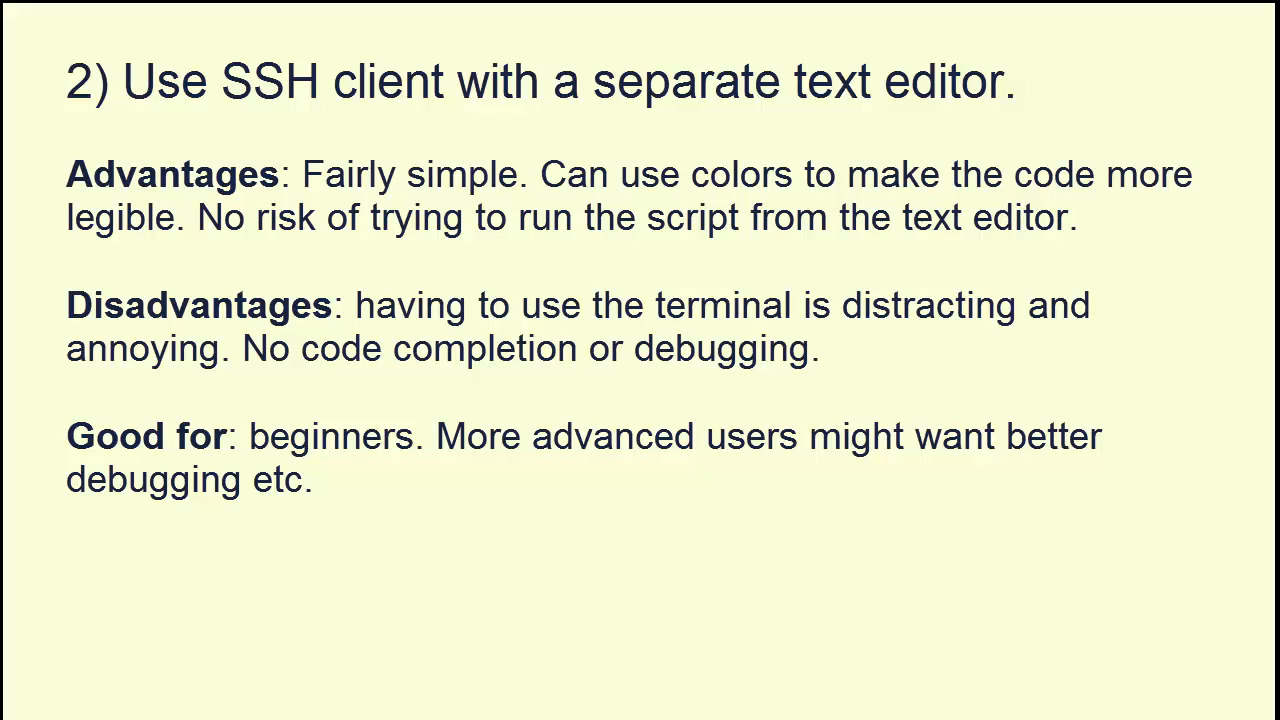 2) Use SSH client with a separate text editor.
Advantages: Fairly simple. Can use colors to make the code more
legible. No risk of trying to run the script from the text editor.
Disadvantages: having to use the terminal is distracting and
annoying. No code completion or debugging.
Good for: beginners. More advanced users might want better
debugging etc.